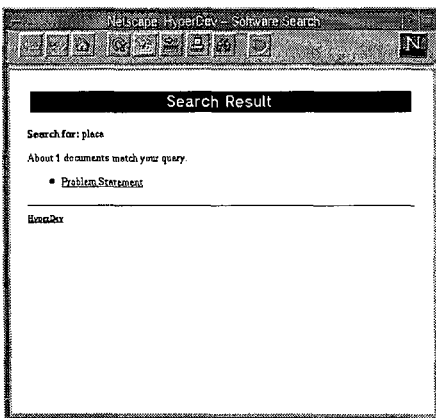 Netscape: HyperDev – Software Search
N
Search Result
Search for: place
About 1 documents match your query.
• Problem Statement
HyperDev